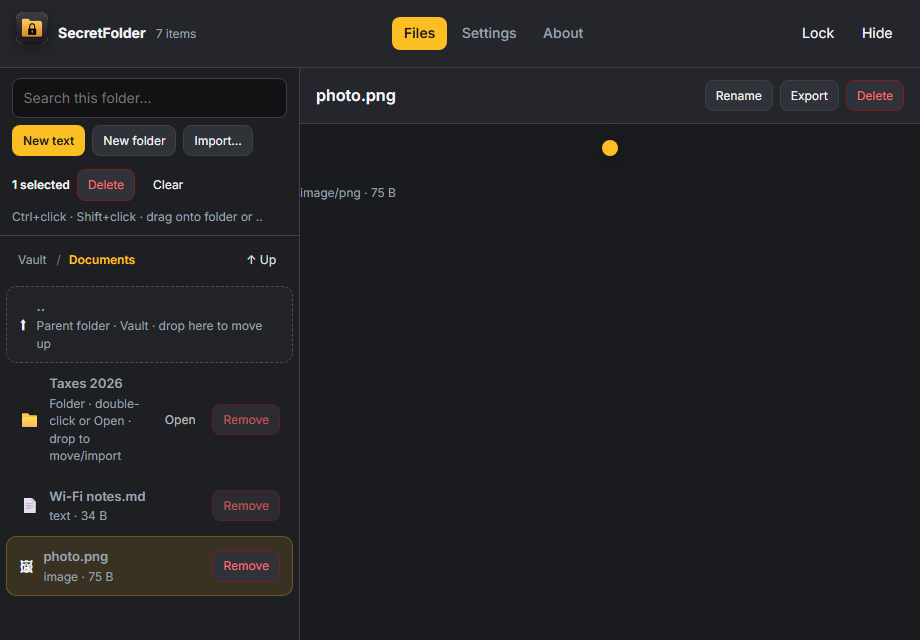 SecretFolder 7 items
Files Settings About
Lock Hide
Search this folder...
New text New folder Import...
1 selected Delete Clear
Ctrl+click · Shift+click · drag onto folder or ..
Vault / Documents ↑ Up
..
Parent folder · Vault · drop here to move
up
Taxes 2026
Folder · double-
click or Open ·
drop to
move/import
Open Remove
Wi-Fi notes.md
text · 34 B
Remove
photo.png
image · 75 B
Remove
photo.png
Rename Export Delete
image/png · 75 B